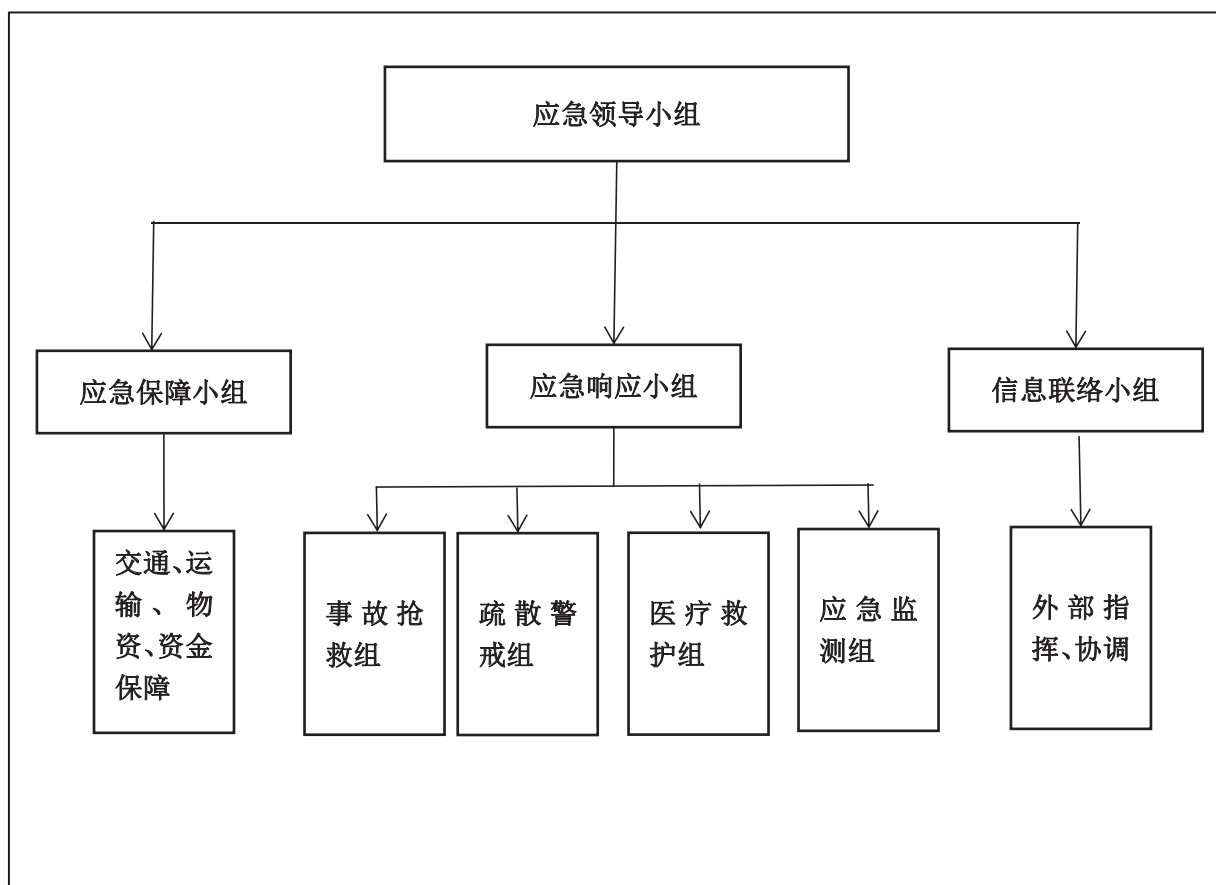 应急领导小组
应急保障小组
应急响应小组
信息联络小组
交通、运
输、物
资、资金
保障
事故抢
救组
疏散警
戒组
医疗救
护组
应急监
测组
外部指
挥、协调